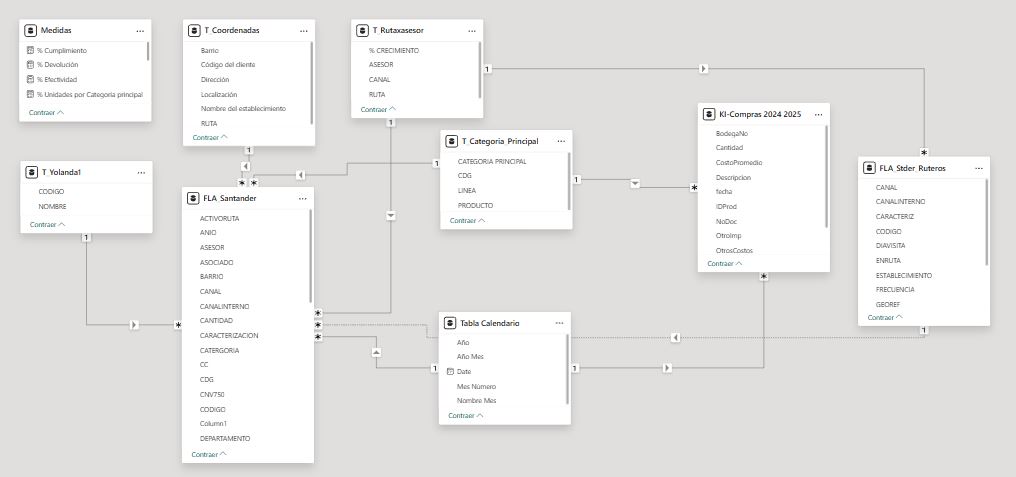 Medidas
% Cumplimiento
% Devolución
% Efectividad
% Unidades por Categoria principal
Contraer
T_Coordenadas
Barrio
Código del cliente
Dirección
Localización
Nombre del establecimiento
RUTA
Contraer
T_Rutaxasesor
% CRECIMIENTO
ASESOR
CANAL
RUTA
Contraer
T_Categoria_Principal
CATEGORIA PRINCIPAL
CDG
LINEA
PRODUCTO
Contraer
KI-Compras 2024 2025
BodegaNo
Cantidad
CostoPromedio
Descripcion
fecha
IDProd
NoDoc
OtroImp
OtrosCostos
Contraer
FLA_Stder_Ruteros
CANAL
CANALINTERNO
CARACTERIZ
CODIGO
DIAVISITA
ENRUTA
ESTABLECIMIENTO
FRECUENCIA
GEOREF
Contraer
T_Yolanda1
CODIGO
NOMBRE
Contraer
FLA_Santander
ACTIVORUTA
ANIO
ASESOR
ASOCIADO
BARRIO
CANAL
CANALINTERNO
CANTIDAD
CARACTERIZACION
CATERGORIA
CC
CDG
CNV750
CODIGO
Column1
DEPARTAMENTO
Contraer
Tabla Calendario
Año
Año Mes
Date
Mes Número
Nombre Mes
Contraer
1
1
1
1
1
1
1
1
1
*
*
*
*
*
*
*
*
*